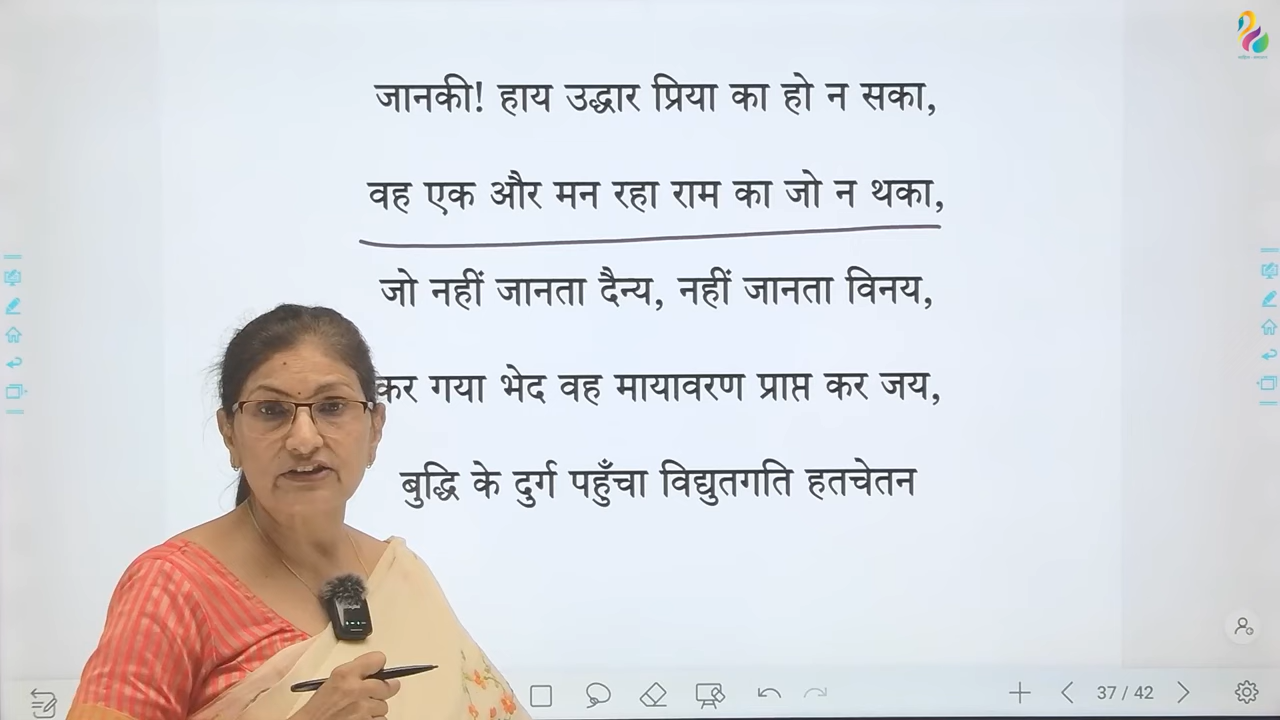 जानकी! हाय उद्धार प्रिया का हो न सका,
वह एक और मन रहा राम का जो न थका,
जो नहीं जानता दैन्य, नहीं जानता विनय,
कर गया भेद वह मायावरण प्राप्त कर जय,
बुद्धि के दुर्ग पहुँचा विद्युतगति हतचेतन
37 / 42